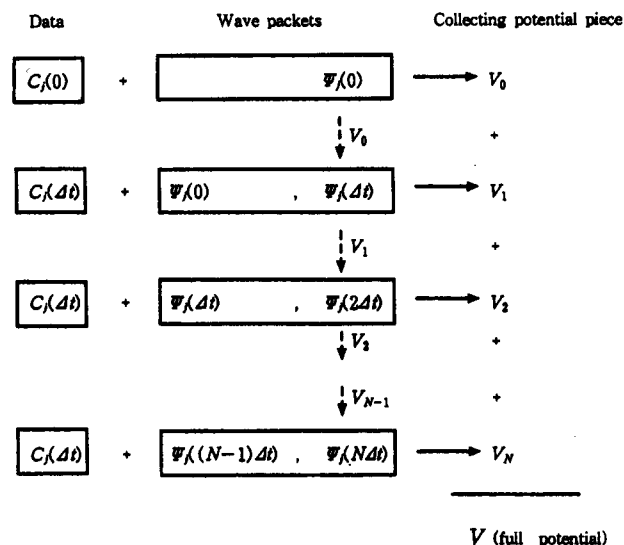 Data Wave packets Collecting potential piece
C_j(0) + Ψ_j(0) V_0
V_0 +
C_j(Δt) + Ψ_j(0) , Ψ_j(Δt) V_1
V_1 +
C_j(Δt) + Ψ_j(Δt) , Ψ_j(2Δt) V_2
V_2 +
V_{N-1} +
C_j(Δt) + Ψ_j((N-1)Δt) , Ψ_j(NΔt) V_N
V (full potential)